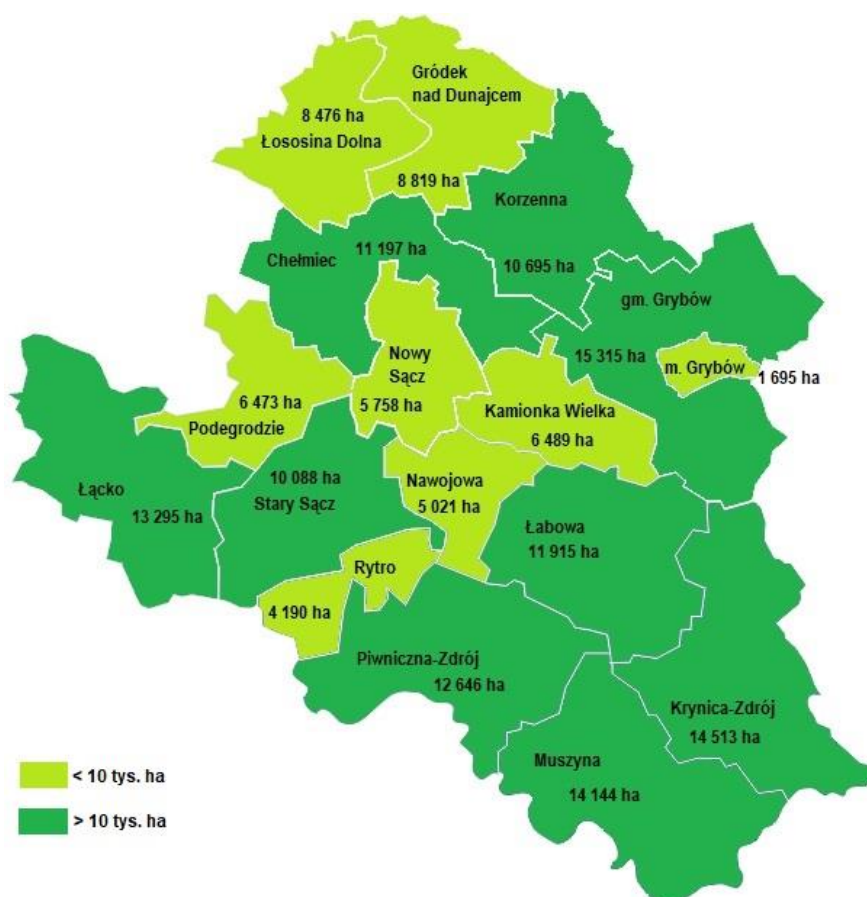 Gródek
nad Dunajcem
8 476 ha
Łososina Dolna
8 819 ha
Korzenna
10 695 ha
Chełmiec
11 197 ha
gm. Grybów
15 315 ha
m. Grybów
1 695 ha
Nowy
Sącz
5 758 ha
6 473 ha
Podegrodzie
Kamionka Wielka
6 489 ha
Łącko
13 295 ha
10 088 ha
Stary Sącz
Nawojowa
5 021 ha
Łabowa
11 915 ha
Rytro
4 190 ha
Piwniczna-Zdrój
12 646 ha
Krynica-Zdrój
14 513 ha
Muszyna
14 144 ha
< 10 tys. ha
> 10 tys. ha